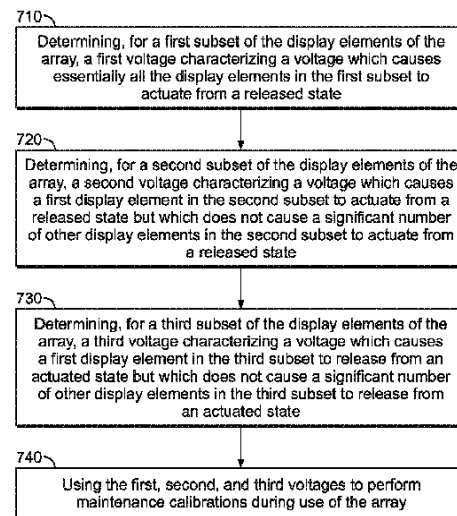 710
Determining, for a first subset of the display elements of the
array, a first voltage characterizing a voltage which causes
essentially all the display elements in the first subset to
actuate from a released state
720
Determining, for a second subset of the display elements of the
array, a second voltage characterizing a voltage which causes
a first display element in the second subset to actuate from a
released state but which does not cause a significant number
of other display elements in the second subset to actuate from
a released state
730
Determining, for a third subset of the display elements of the
array, a third voltage characterizing a voltage which causes
a first display element in the third subset to release from an
actuated state but which does not cause a significant number
of other display elements in the third subset to release from
an actuated state
740
Using the first, second, and third voltages to perform
maintenance calibrations during use of the array